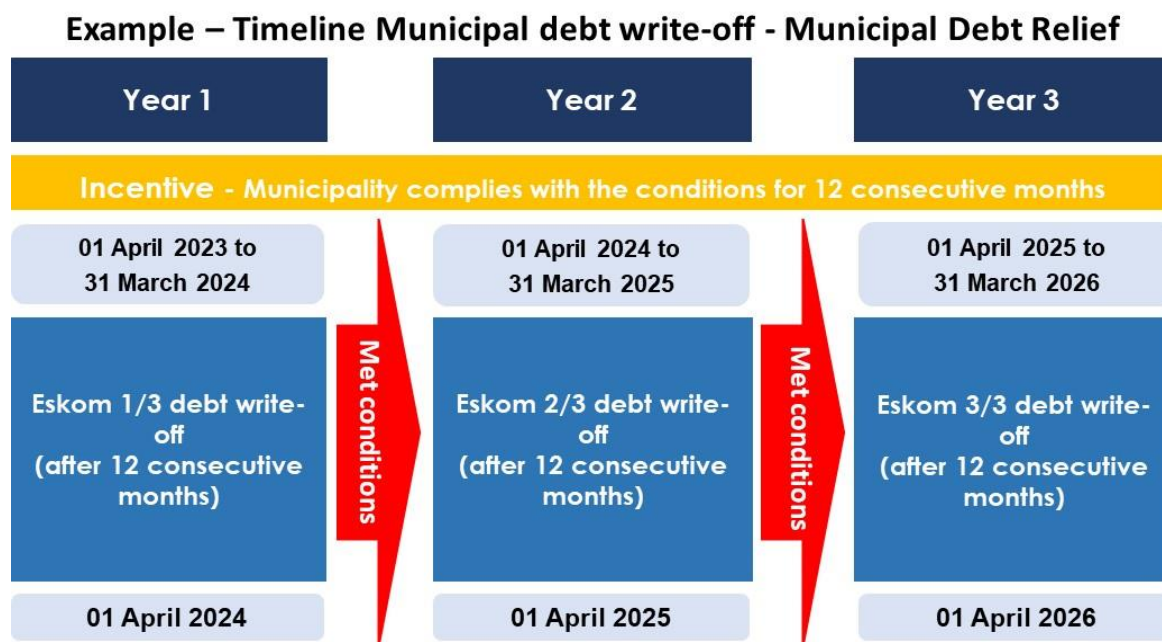 Example – Timeline Municipal debt write-off - Municipal Debt Relief
Year 1
Year 2
Year 3
Incentive - Municipality complies with the conditions for 12 consecutive months
01 April 2023 to
31 March 2024
Eskom 1/3 debt write-
off
(after 12 consecutive
months)
01 April 2024
Met conditions
01 April 2024 to
31 March 2025
Eskom 2/3 debt write-
off
(after 12 consecutive
months)
01 April 2025
Met conditions
01 April 2025 to
31 March 2026
Eskom 3/3 debt write-
off
(after 12 consecutive
months)
01 April 2026